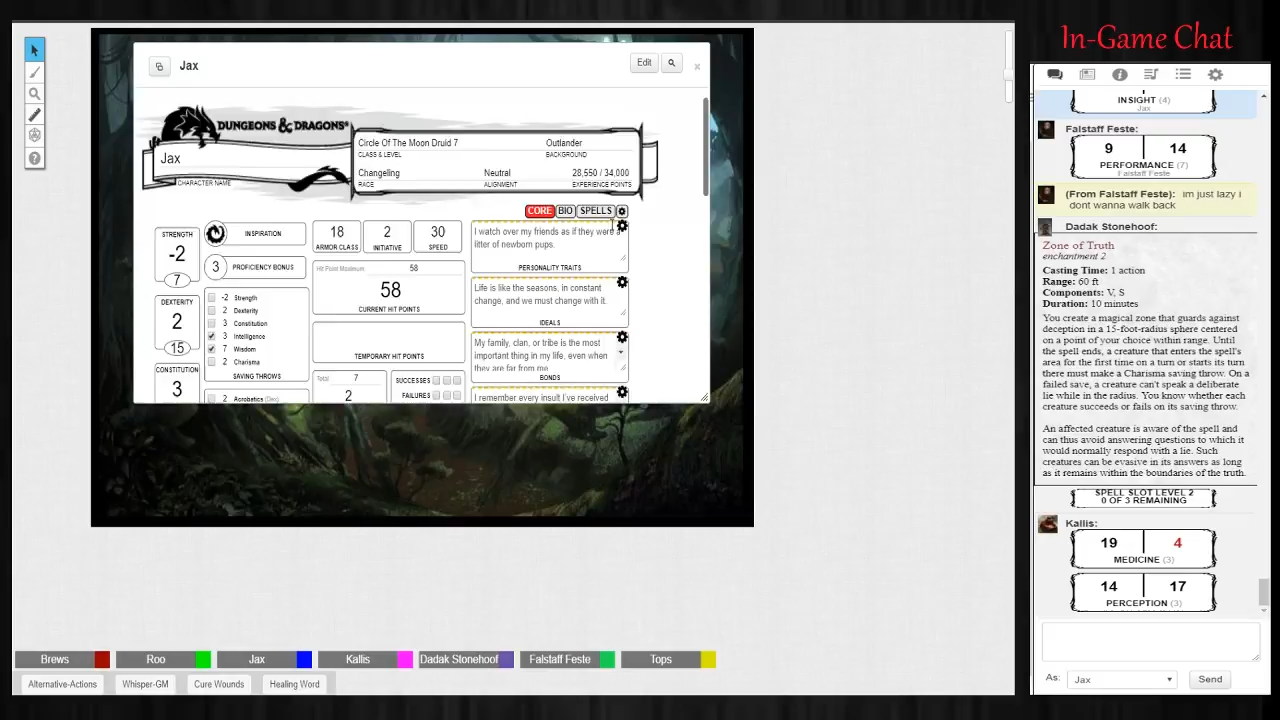 In-Game Chat
Jax
Edit
DUNGEONS & DRAGONS
Jax
CHARACTER NAME
Circle Of The Moon Druid 7
CLASS & LEVEL
Outlander
BACKGROUND
Changeling
RACE
Neutral
ALIGNMENT
28,550 / 34,000
EXPERIENCE POINTS
CORE BIO SPELLS
STRENGTH
-2
7
DEXTERITY
2
15
CONSTITUTION
3
INSPIRATION
3 PROFICIENCY BONUS
-2 Strength
2 Dexterity
3 Constitution
3 Intelligence
7 Wisdom
2 Charisma
SAVING THROWS
2 Acrobatics (Dex)
18
ARMOR CLASS
2
INITIATIVE
30
SPEED
Hit Point Maximum 58
58
CURRENT HIT POINTS
TEMPORARY HIT POINTS
Total 7
2
SUCCESSES
FAILURES
I watch over my friends as if they were a
litter of newborn pups.
PERSONALITY TRAITS
Life is like the seasons, in constant
change, and we must change with it.
IDEALS
My family, clan, or tribe is the most
important thing in my life, even when
they are far from me
BONDS
I remember every insult I've received
INSIGHT (4)
Jax
Falstaff Feste:
9 14
PERFORMANCE (7)
Falstaff Feste
(From Falstaff Feste): im just lazy i
dont wanna walk back
Dadak Stonehoof:
Zone of Truth
enchantment 2
Casting Time: 1 action
Range: 60 ft
Components: V, S
Duration: 10 minutes
You create a magical zone that guards against
deception in a 15-foot-radius sphere centered
on a point of your choice within range. Until
the spell ends, a creature that enters the spell's
area for the first time on a turn or starts its turn
there must make a Charisma saving throw. On a
failed save, a creature can't speak a deliberate
lie while in the radius. You know whether each
creature succeeds or fails on its saving throw.
An affected creature is aware of the spell and
can thus avoid answering questions to which it
would normally respond with a lie. Such
creatures can be evasive in its answers as long
as it remains within the boundaries of the truth.
SPELL SLOT LEVEL 2
0 OF 3 REMAINING
Kallis:
19 4
MEDICINE (3)
14 17
PERCEPTION (3)
As: Jax Send
Brews Roo Jax Kallis Dadak Stonehoof Falstaff Feste Tops
Alternative-Actions Whisper-GM Cure Wounds Healing Word